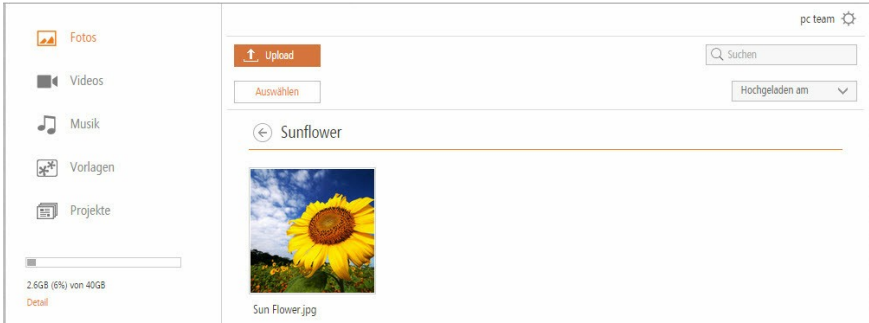 pc team
Fotos
Videos
Musik
Vorlagen
Projekte
2.6GB (6%) von 40GB
Detail
Upload
Suchen
Auswählen
Hochgeladen am
Sunflower
Sun Flower.jpg